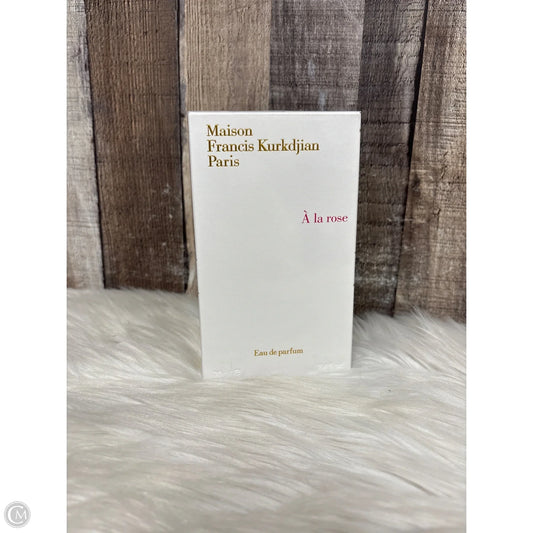 Maison
Francis Kurkdjian
Paris
À la rose
Eau de parfum